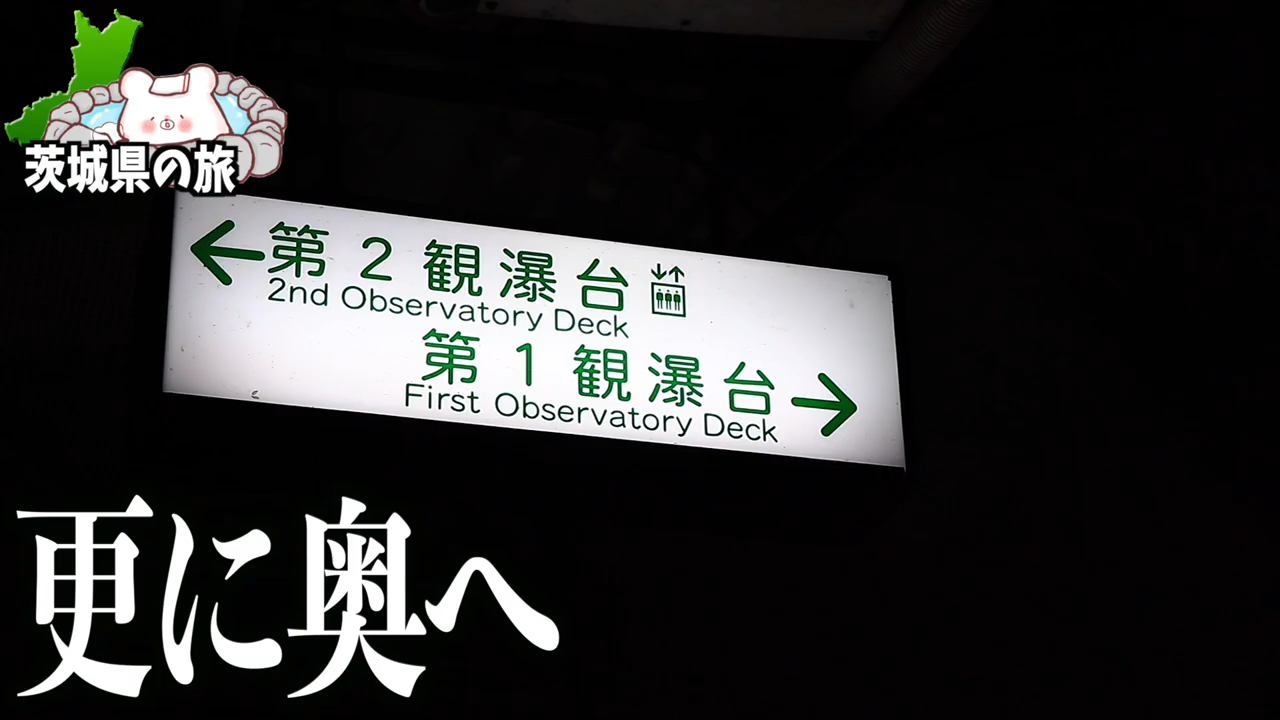 茨城県の旅
←第2観瀑台
2nd Observatory Deck
第1観瀑台→
First Observatory Deck
更に奥へ